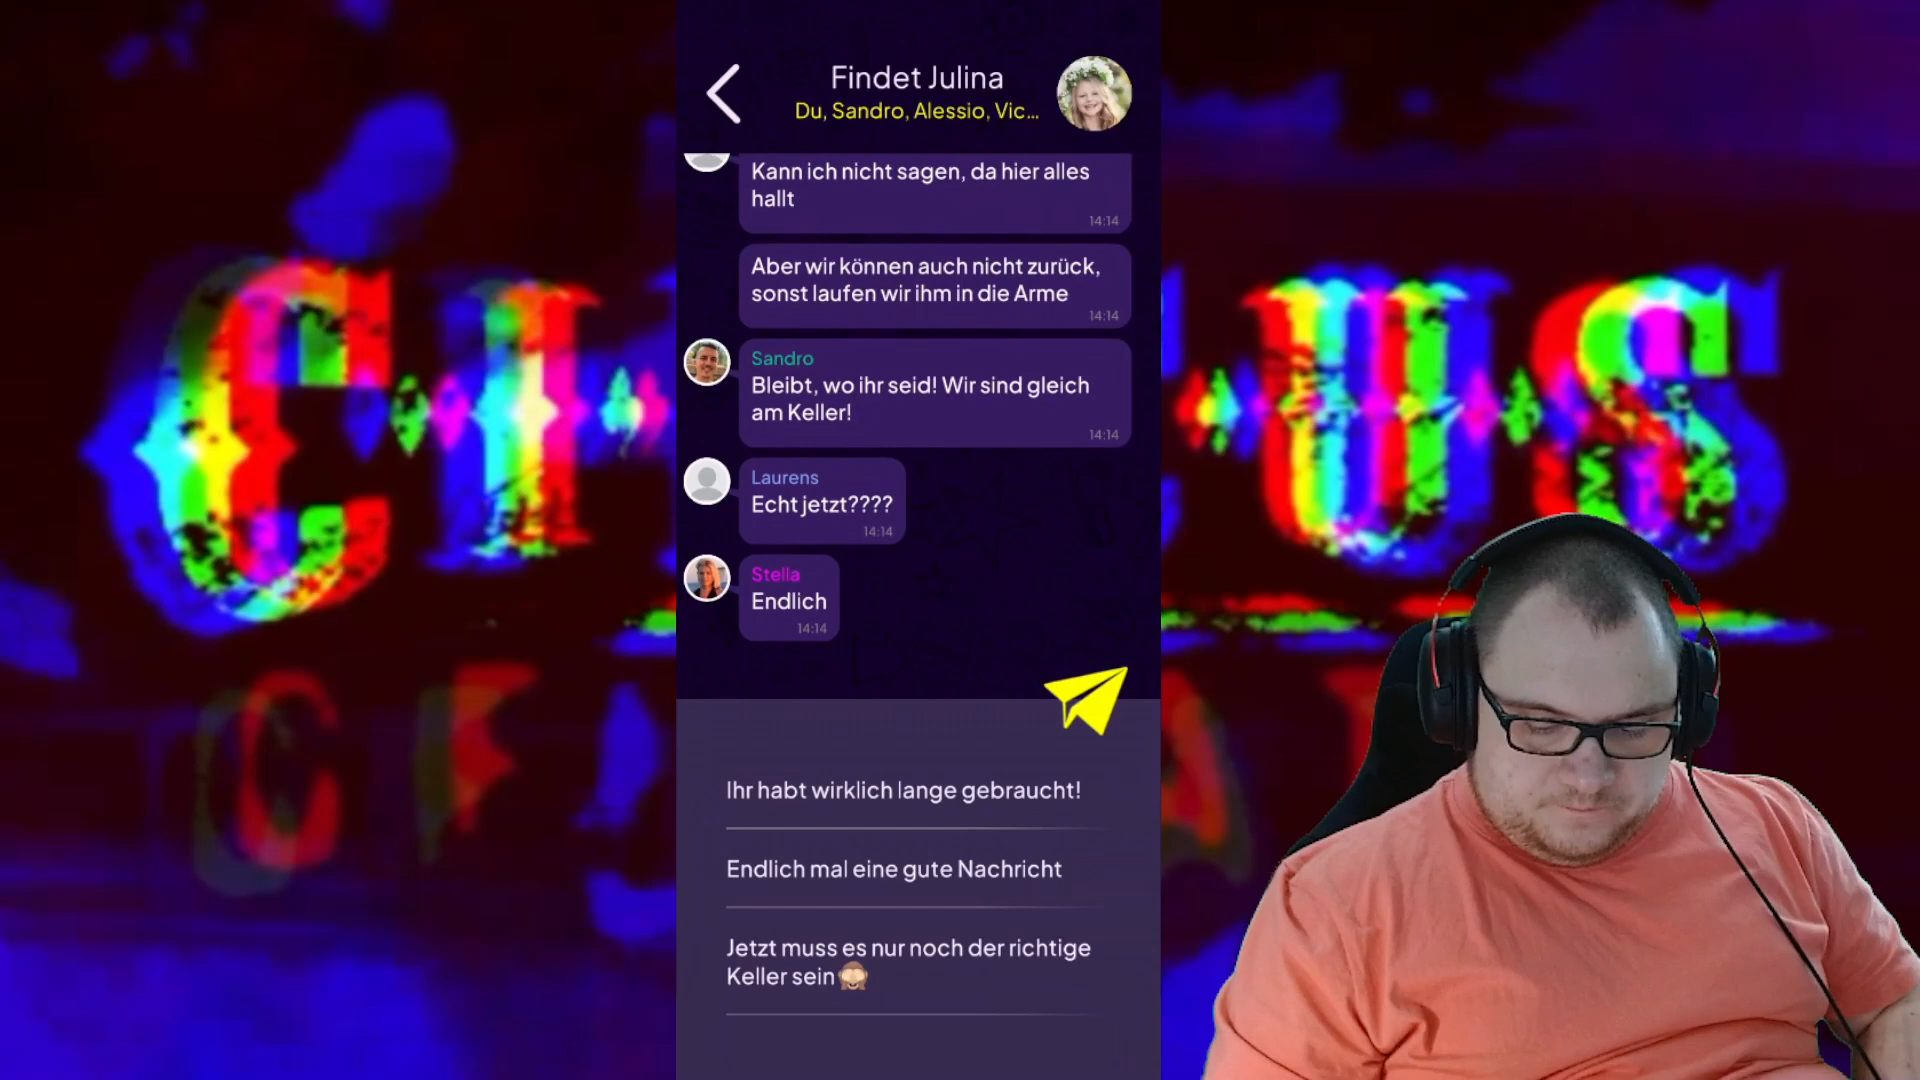 Findet Julina
Du, Sandro, Alessio, Vic...
Kann ich nicht sagen, da hier alles
hallt
14:14
Aber wir können auch nicht zurück,
sonst laufen wir ihm in die Arme
14:14
Sandro
Bleibt, wo ihr seid! Wir sind gleich
am Keller!
14:14
Laurens
Echt jetzt????
14:14
Stella
Endlich
14:14
Ihr habt wirklich lange gebraucht!
Endlich mal eine gute Nachricht
Jetzt muss es nur noch der richtige
Keller sein🙈